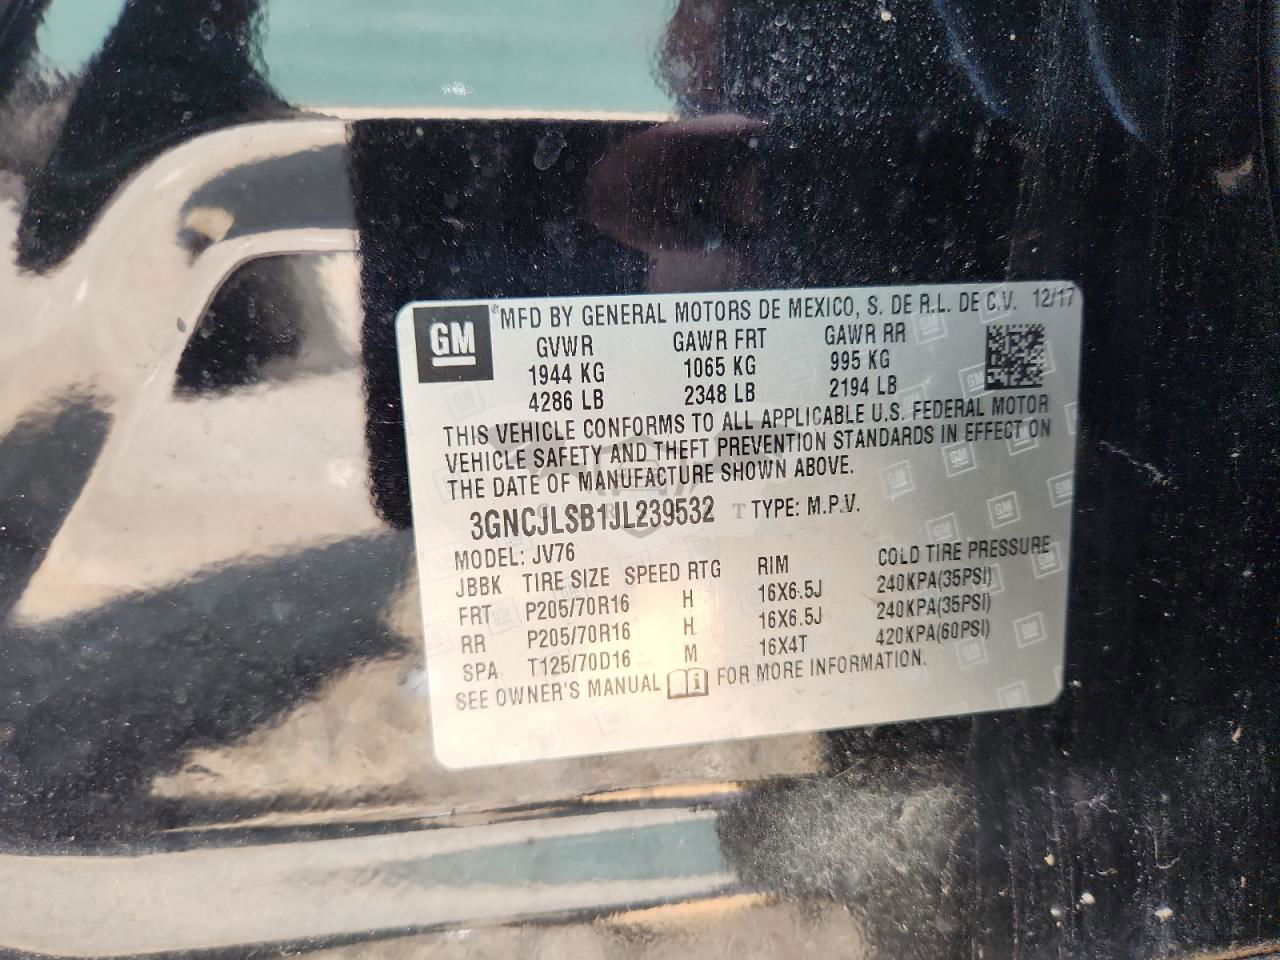 GM ® MFD BY GENERAL MOTORS DE MEXICO, S. DE R.L. DE C.V. 12/17
GVWR GAWR FRT GAWR RR
1944 KG 1065 KG 995 KG
4286 LB 2348 LB 2194 LB
THIS VEHICLE CONFORMS TO ALL APPLICABLE U.S. FEDERAL MOTOR
VEHICLE SAFETY AND THEFT PREVENTION STANDARDS IN EFFECT ON
THE DATE OF MANUFACTURE SHOWN ABOVE.
3GNCJLSB1JL239532 TYPE: M.P.V.
MODEL: JV76
JBBK TIRE SIZE SPEED RTG RIM COLD TIRE PRESSURE
FRT P205/70R16 H 16X6.5J 240KPA(35PSI)
RR P205/70R16 H 16X6.5J 240KPA(35PSI)
SPA T125/70D16 M 16X4T 420KPA(60PSI)
SEE OWNER'S MANUAL FOR MORE INFORMATION.